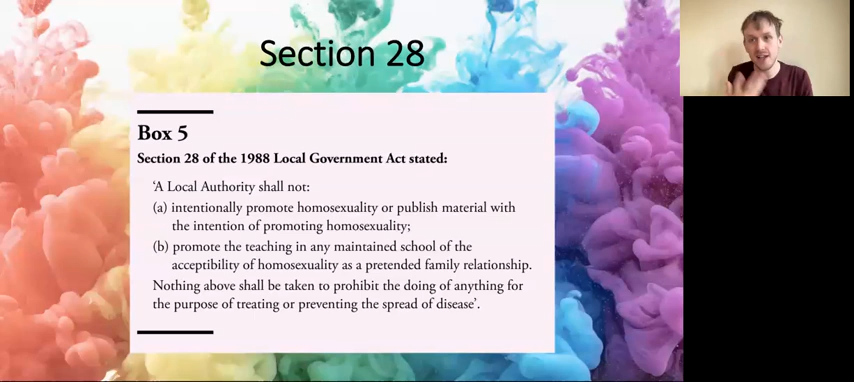 Section 28
Box 5
Section 28 of the 1988 Local Government Act stated:
‘A Local Authority shall not:
(a) intentionally promote homosexuality or publish material with
the intention of promoting homosexuality;
(b) promote the teaching in any maintained school of the
acceptibility of homosexuality as a pretended family relationship.
Nothing above shall be taken to prohibit the doing of anything for
the purpose of treating or preventing the spread of disease’.